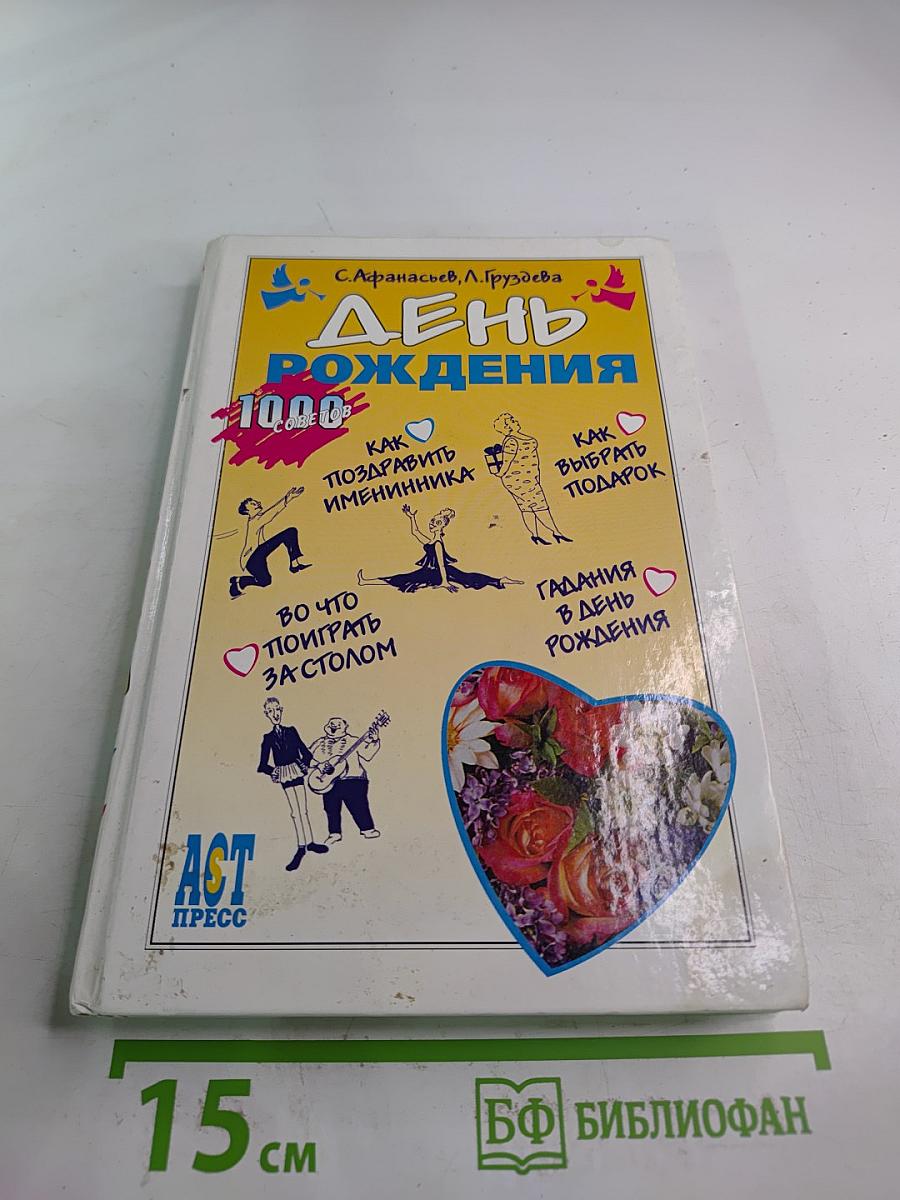 С. Афанасьев, Л. Груздева
ДЕНЬ
РОЖДЕНИЯ
1000
СОВЕТОВ
КАК
ПОЗДРАВИТЬ
ИМЕНИННИКА
КАК
ВЫБРАТЬ
ПОДАРОК
ВО ЧТО
ПОИГРАТЬ
ЗА СТОЛОМ
ГАДАНИЯ
В ДЕНЬ
РОЖДЕНИЯ
АСТ
ПРЕСС
15 см
БФ БИБЛИОФАН